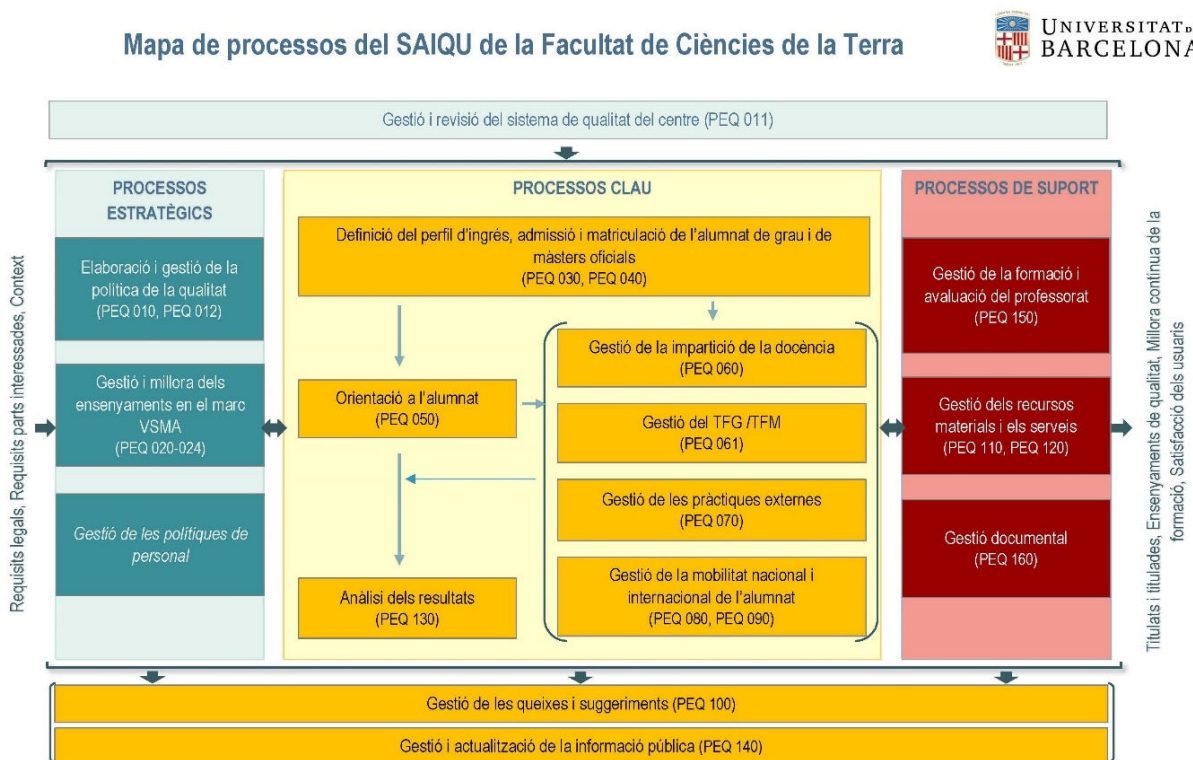 Mapa de processos del SAIQU de la Facultat de Ciències de la Terra
UNIVERSITAT DE
BARCELONA
Gestió i revisió del sistema de qualitat del centre (PEQ 011)
Requisits legals, Requisits parts interessades, Context
PROCESSOS
ESTRATÈGICS
Elaboració i gestió de la
política de la qualitat
(PEQ 010, PEQ 012)
Gestió i millora dels
ensenyaments en el marc
VSMA
(PEQ 020-024)
Gestió de les polítiques de
personal
PROCESSOS CLAU
Definició del perfil d'ingrés, admissió i matriculació de l'alumnat de grau i de
màsters oficials
(PEQ 030, PEQ 040)
Orientació a l'alumnat
(PEQ 050)
Anàlisi dels resultats
(PEQ 130)
Gestió de la impartició de la docència
(PEQ 060)
Gestió del TFG /TFM
(PEQ 061)
Gestió de les pràctiques externes
(PEQ 070)
Gestió de la mobilitat nacional i
internacional de l'alumnat
(PEQ 080, PEQ 090)
PROCESSOS DE SUPORT
Gestió de la formació i
avaluació del professorat
(PEQ 150)
Gestió dels recursos
materials i els serveis
(PEQ 110, PEQ 120)
Gestió documental
(PEQ 160)
Titulats i titulades, Ensenyaments de qualitat, Millora continua de la
formació, Satisfacció dels usuaris
Gestió de les queixes i suggeriments (PEQ 100)
Gestió i actualització de la informació pública (PEQ 140)